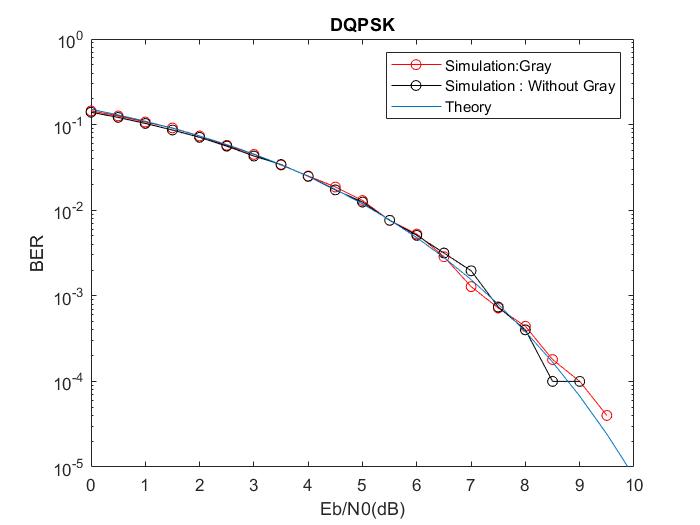 DQPSK
Simulation:Gray
Simulation : Without Gray
Theory
10^0
10^-1
10^-2
10^-3
10^-4
10^-5
BER
0 1 2 3 4 5 6 7 8 9 10
Eb/N0(dB)